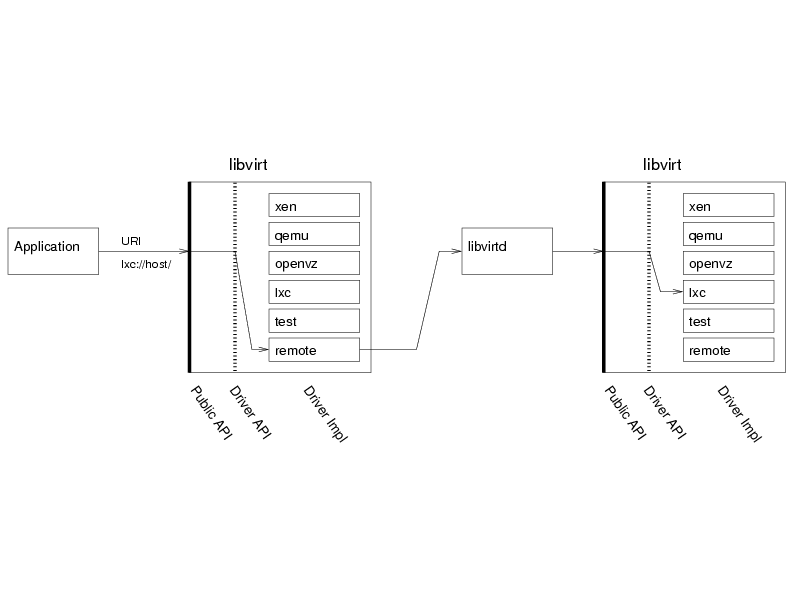 libvirt
libvirt
Application
URI
lxc://host/
xen
qemu
openvz
lxc
test
remote
libvirtd
xen
qemu
openvz
lxc
test
remote
Public API
Driver API
Driver Impl
Public API
Driver API
Driver Impl